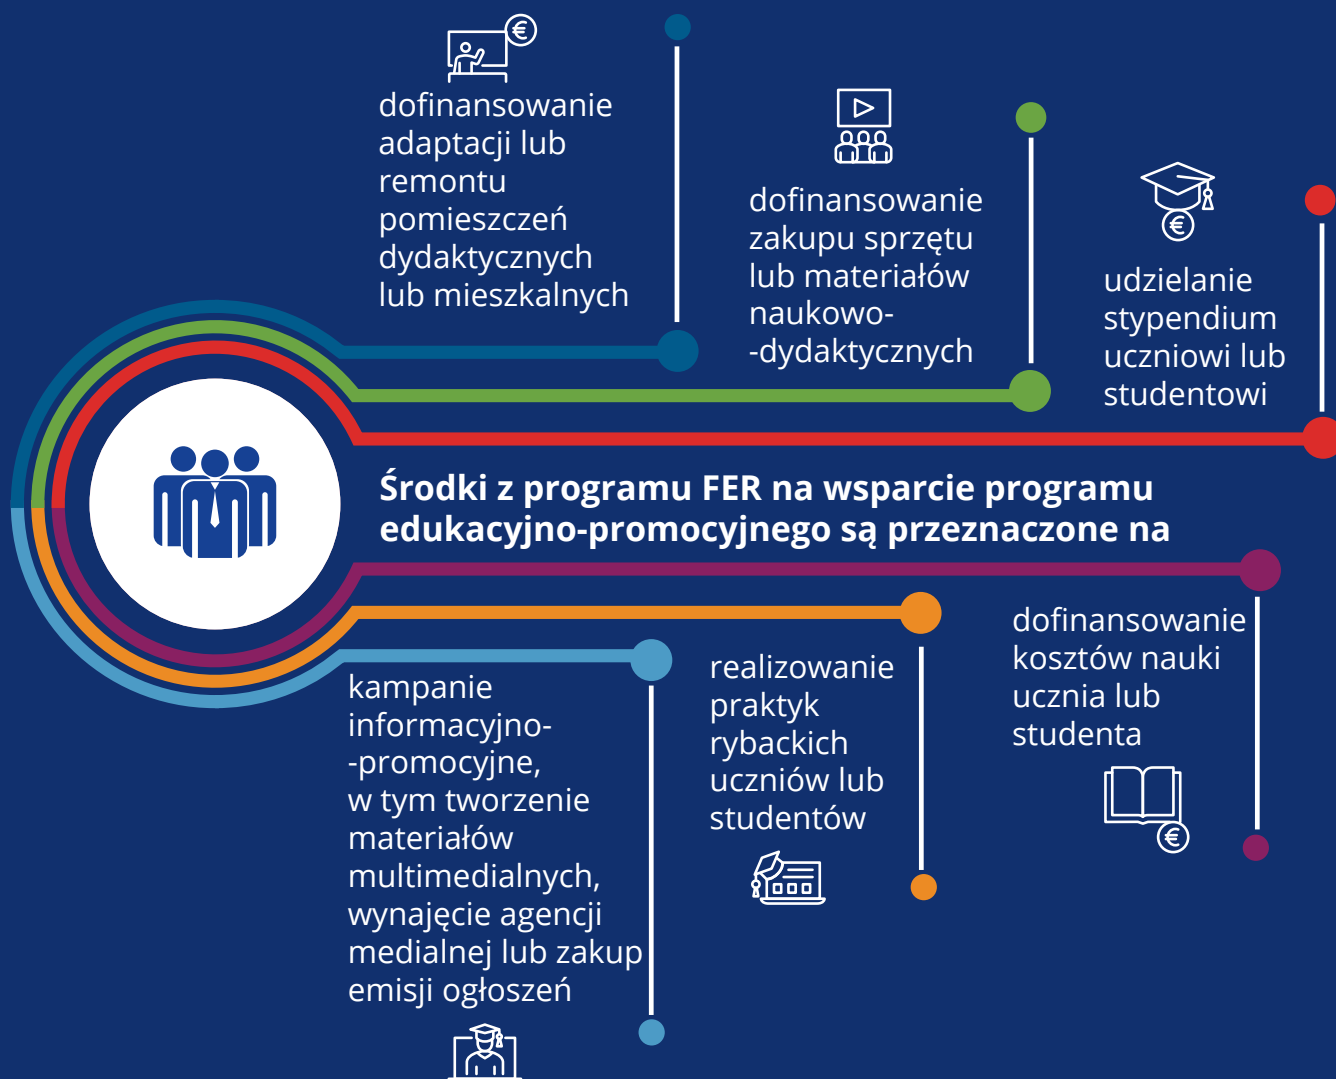 dofinansowanie
adaptacji lub
remontu
pomieszczeń
dydaktycznych
lub mieszkalnych
dofinansowanie
zakupu sprzętu
lub materiałów
naukowo-
-dydaktycznych
udzielanie
stypendium
uczniowi lub
studentowi
Środki z programu FER na wsparcie programu
edukacyjno-promocyjnego są przeznaczone na
kampanie
informacyjno-
-promocyjne,
w tym tworzenie
materiałów
multimedialnych,
wynajęcie agencji
medialnej lub zakup
emisji ogłoszeń
realizowanie
praktyk
rybackich
uczniów lub
studentów
dofinansowanie
kosztów nauki
ucznia lub
studenta